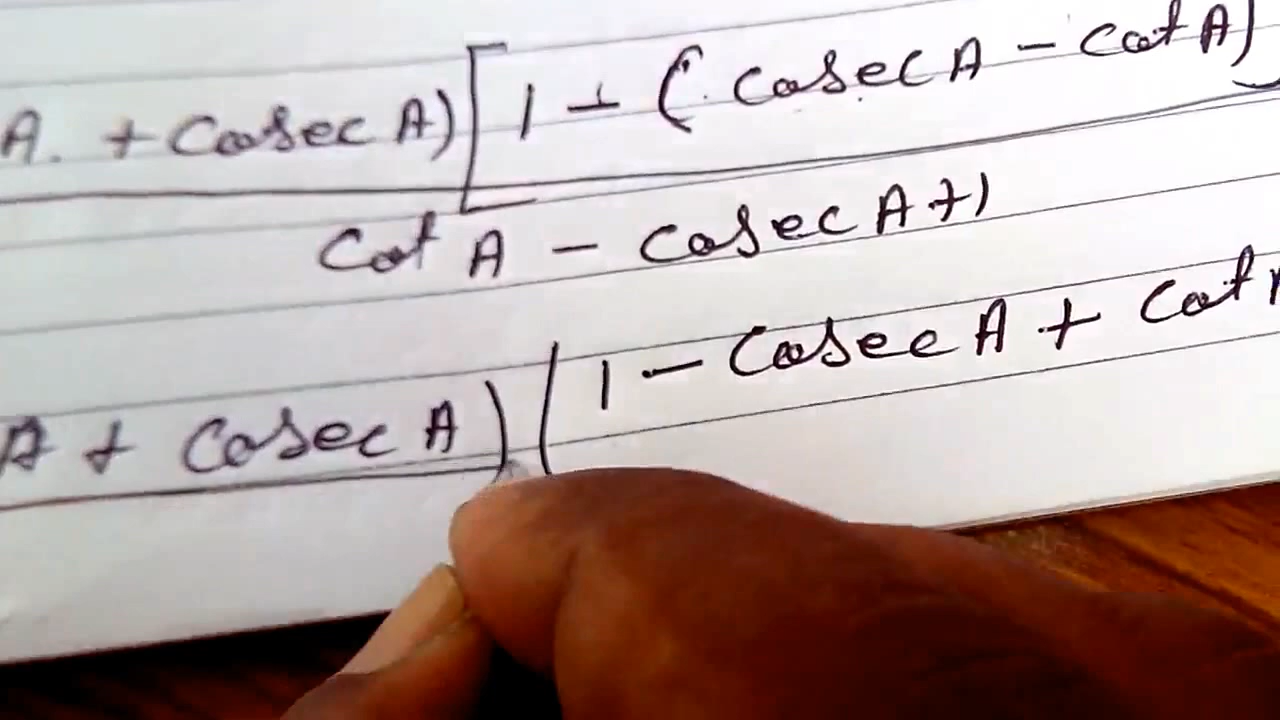 A. + Cosec A) [1 - (Cosec A - Cot A)
Cot A - Cosec A + 1
A + Cosec A) (1 - Cosec A + Cot A